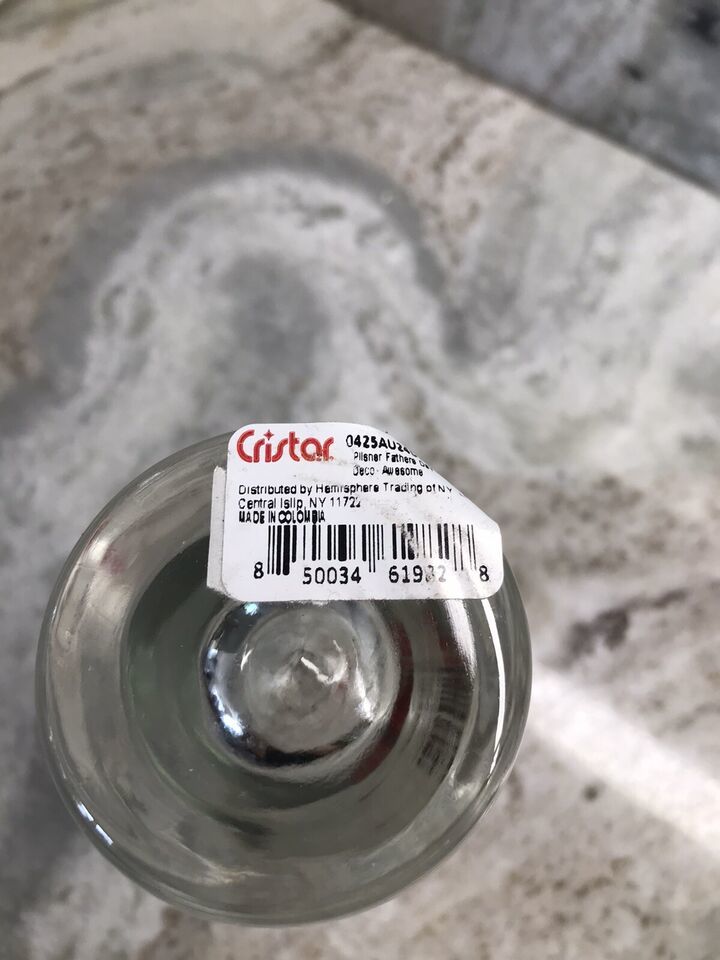 Cristar 0425AU24
Pilsner Fathers
Deco- Awesome
Distributed by Hemisphere Trading of NY
Central Islip, NY 11722
MADE IN COLOMBIA
8 50034 61982 8